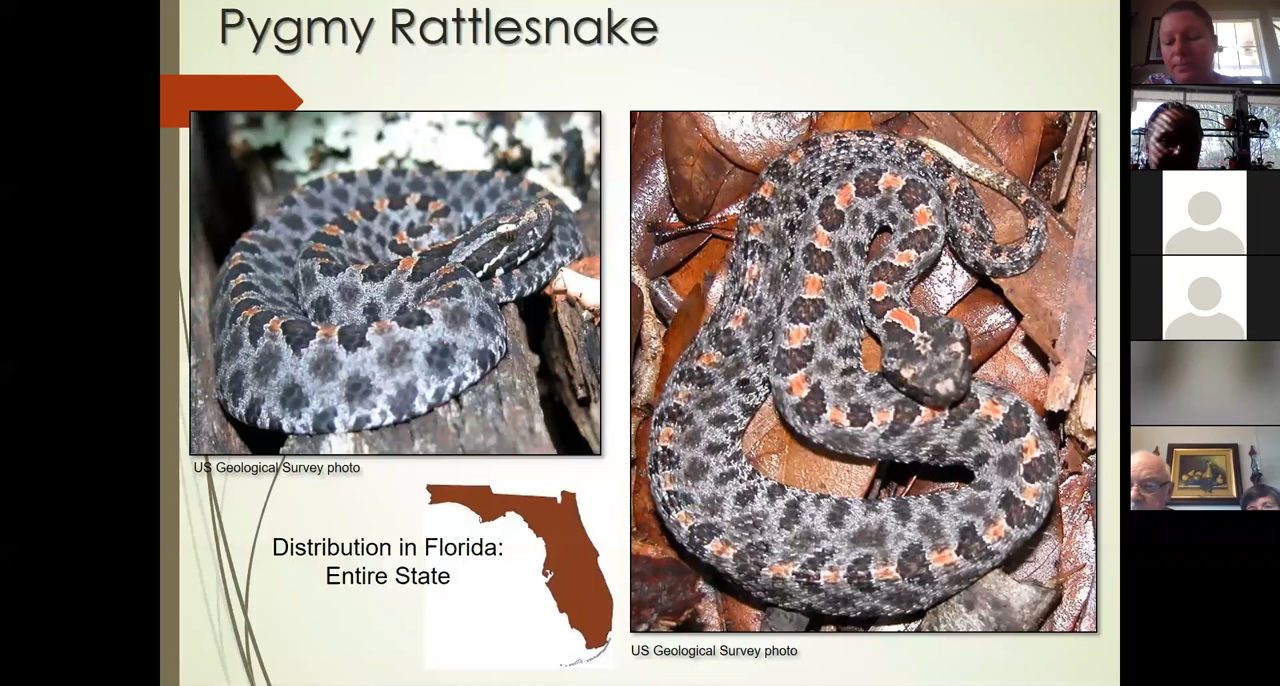 Pygmy Rattlesnake
US Geological Survey photo
Distribution in Florida:
Entire State
US Geological Survey photo